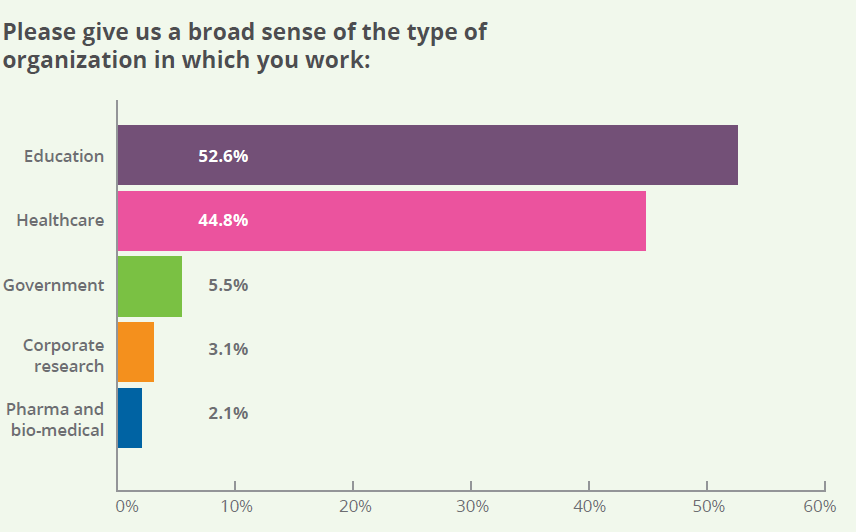 Please give us a broad sense of the type of
organization in which you work:
Education 52.6%
Healthcare 44.8%
Government 5.5%
Corporate
research 3.1%
Pharma and
bio-medical 2.1%
0% 10% 20% 30% 40% 50% 60%